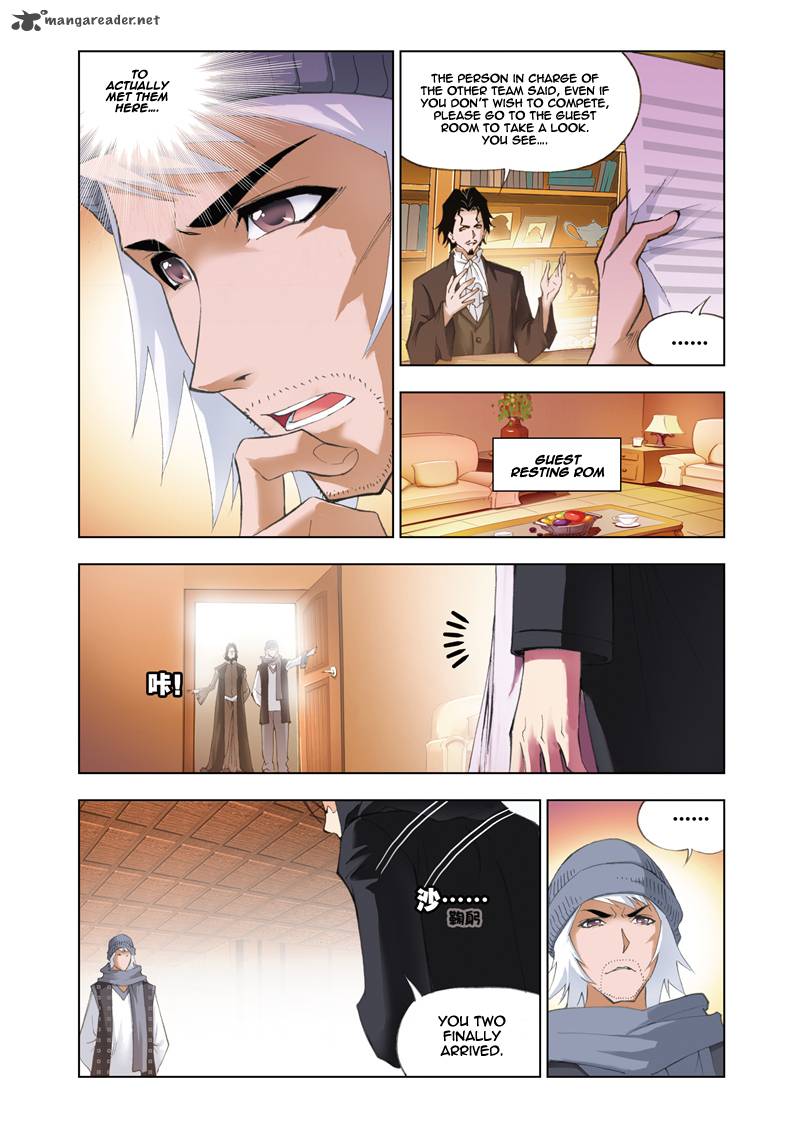 mangareader.net
TO
ACTUALLY
MET THEM
HERE....
THE PERSON IN CHARGE OF
THE OTHER TEAM SAID, EVEN IF
YOU DON'T WISH TO COMPETE,
PLEASE GO TO THE GUEST
ROOM TO TAKE A LOOK.
YOU SEE....
......
GUEST
RESTING ROM
咔!
沙......
鞠躬
YOU TWO
FINALLY
ARRIVED.
......